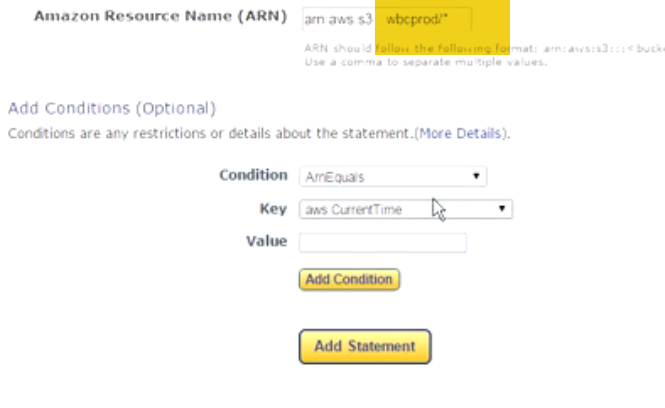 Amazon Resource Name (ARN) arn aws s3 wbcprod/*
ARN should follow the following format: arn:aws:s3:::<bucke
Use a comma to separate multiple values.
Add Conditions (Optional)
Conditions are any restrictions or details about the statement.(More Details).
Condition ArnEquals
Key aws CurrentTime
Value
Add Condition
Add Statement